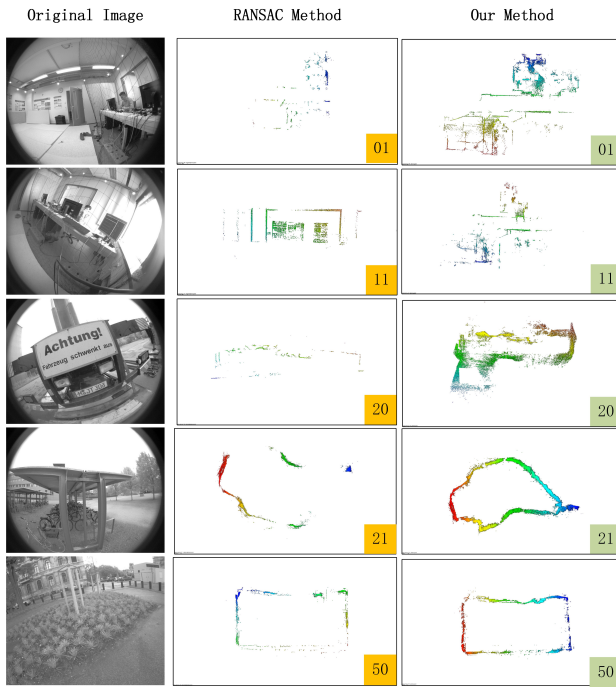 Original Image RANSAC Method Our Method
01 01
11 11
Achtung!
Fahrzeug schwenkt aus
20 20
21 21
50 50